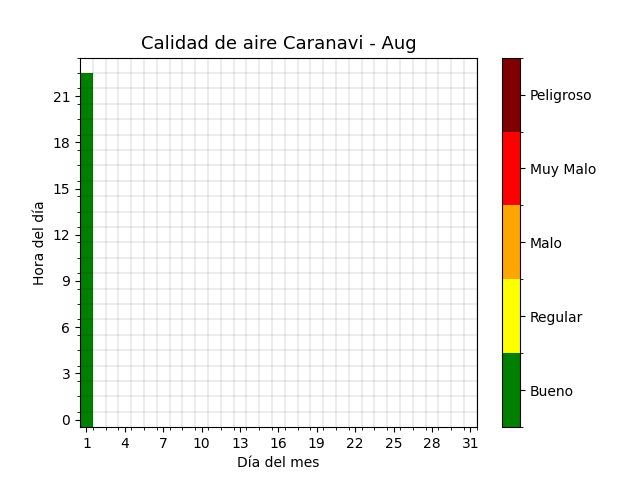 Calidad de aire Caranavi - Aug
Hora del día
21
18
15
12
9
6
3
0
1 4 7 10 13 16 19 22 25 28 31
Día del mes
Peligroso
Muy Malo
Malo
Regular
Bueno